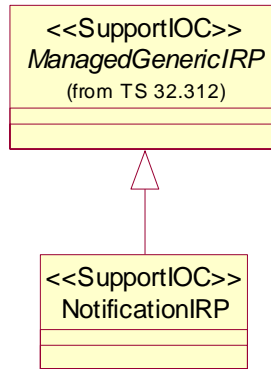 <<SupportIOC>>
ManagedGenericIRP
(from TS 32.312)
<<SupportIOC>>
NotificationIRP